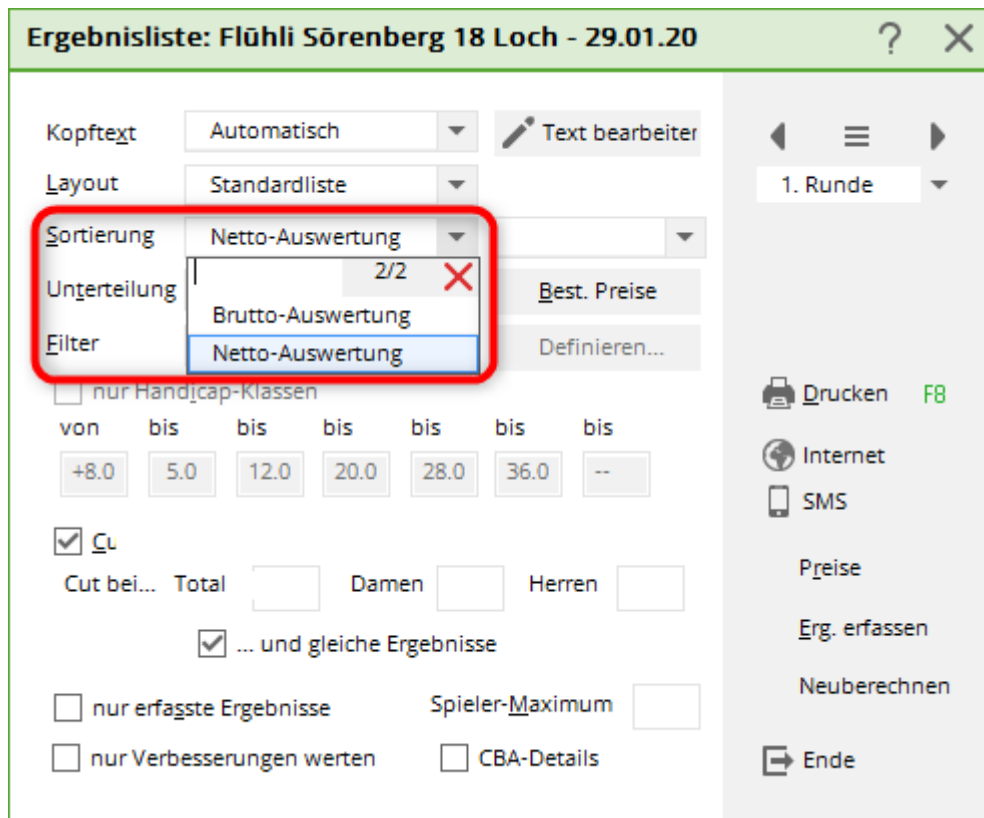 Ergebnisliste: Flühli Sörenberg 18 Loch - 29.01.20 ?
Kopftext Automatisch Text bearbeiter
Layout Standardliste 1. Runde
Sortierung Netto-Auswertung
2/2
Unterteilung Best. Preise
Brutto-Auswertung
Filter Netto-Auswertung Definieren...
nur Handicap-Klassen Drucken F8
von bis bis bis bis bis bis
+8.0 5.0 12.0 20.0 28.0 36.0 --
Internet
SMS
Cu
Cut bei... Total Damen Herren
Preise
Erg. erfassen
... und gleiche Ergebnisse
Neuberechnen
nur erfasste Ergebnisse Spieler-Maximum
nur Verbesserungen werten CBA-Details Ende